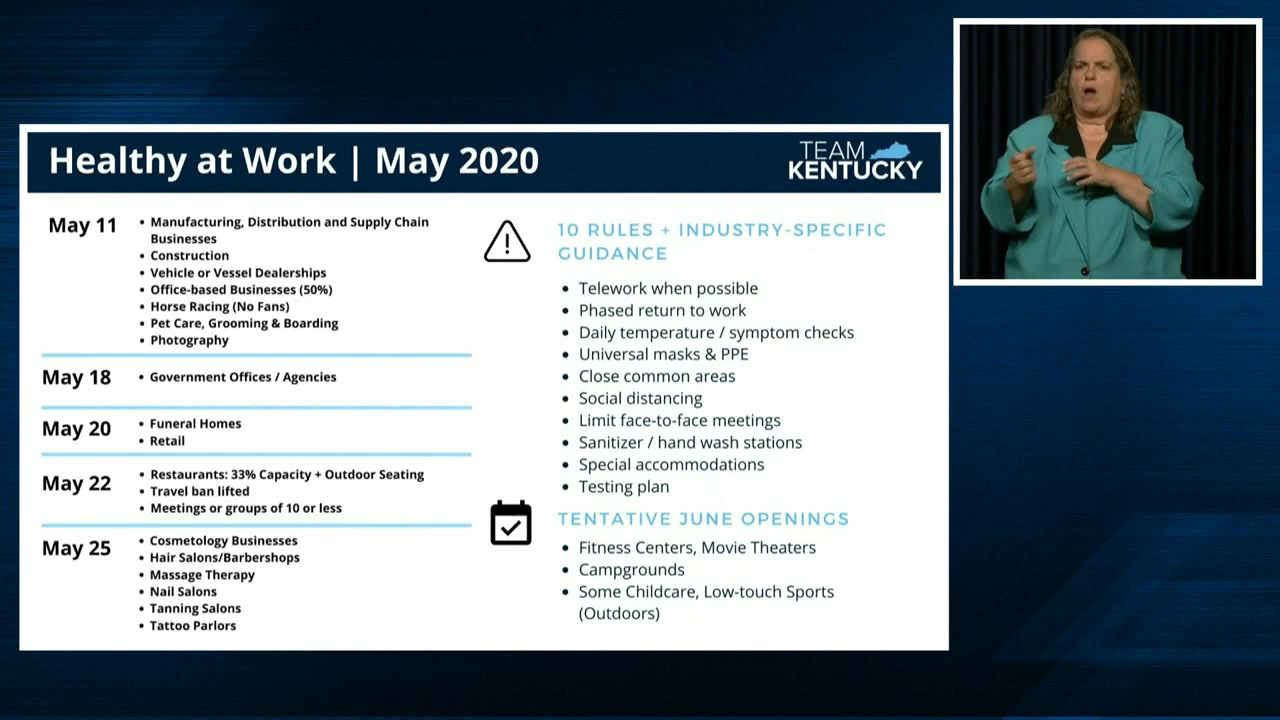 Healthy at Work | May 2020
TEAM
KENTUCKY
May 11
• Manufacturing, Distribution and Supply Chain
Businesses
• Construction
• Vehicle or Vessel Dealerships
• Office-based Businesses (50%)
• Horse Racing (No Fans)
• Pet Care, Grooming & Boarding
• Photography
May 18
• Government Offices / Agencies
May 20
• Funeral Homes
• Retail
May 22
• Restaurants: 33% Capacity + Outdoor Seating
• Travel ban lifted
• Meetings or groups of 10 or less
May 25
• Cosmetology Businesses
• Hair Salons/Barbershops
• Massage Therapy
• Nail Salons
• Tanning Salons
• Tattoo Parlors
10 RULES + INDUSTRY-SPECIFIC
GUIDANCE
• Telework when possible
• Phased return to work
• Daily temperature / symptom checks
• Universal masks & PPE
• Close common areas
• Social distancing
• Limit face-to-face meetings
• Sanitizer / hand wash stations
• Special accommodations
• Testing plan
TENTATIVE JUNE OPENINGS
• Fitness Centers, Movie Theaters
• Campgrounds
• Some Childcare, Low-touch Sports
(Outdoors)